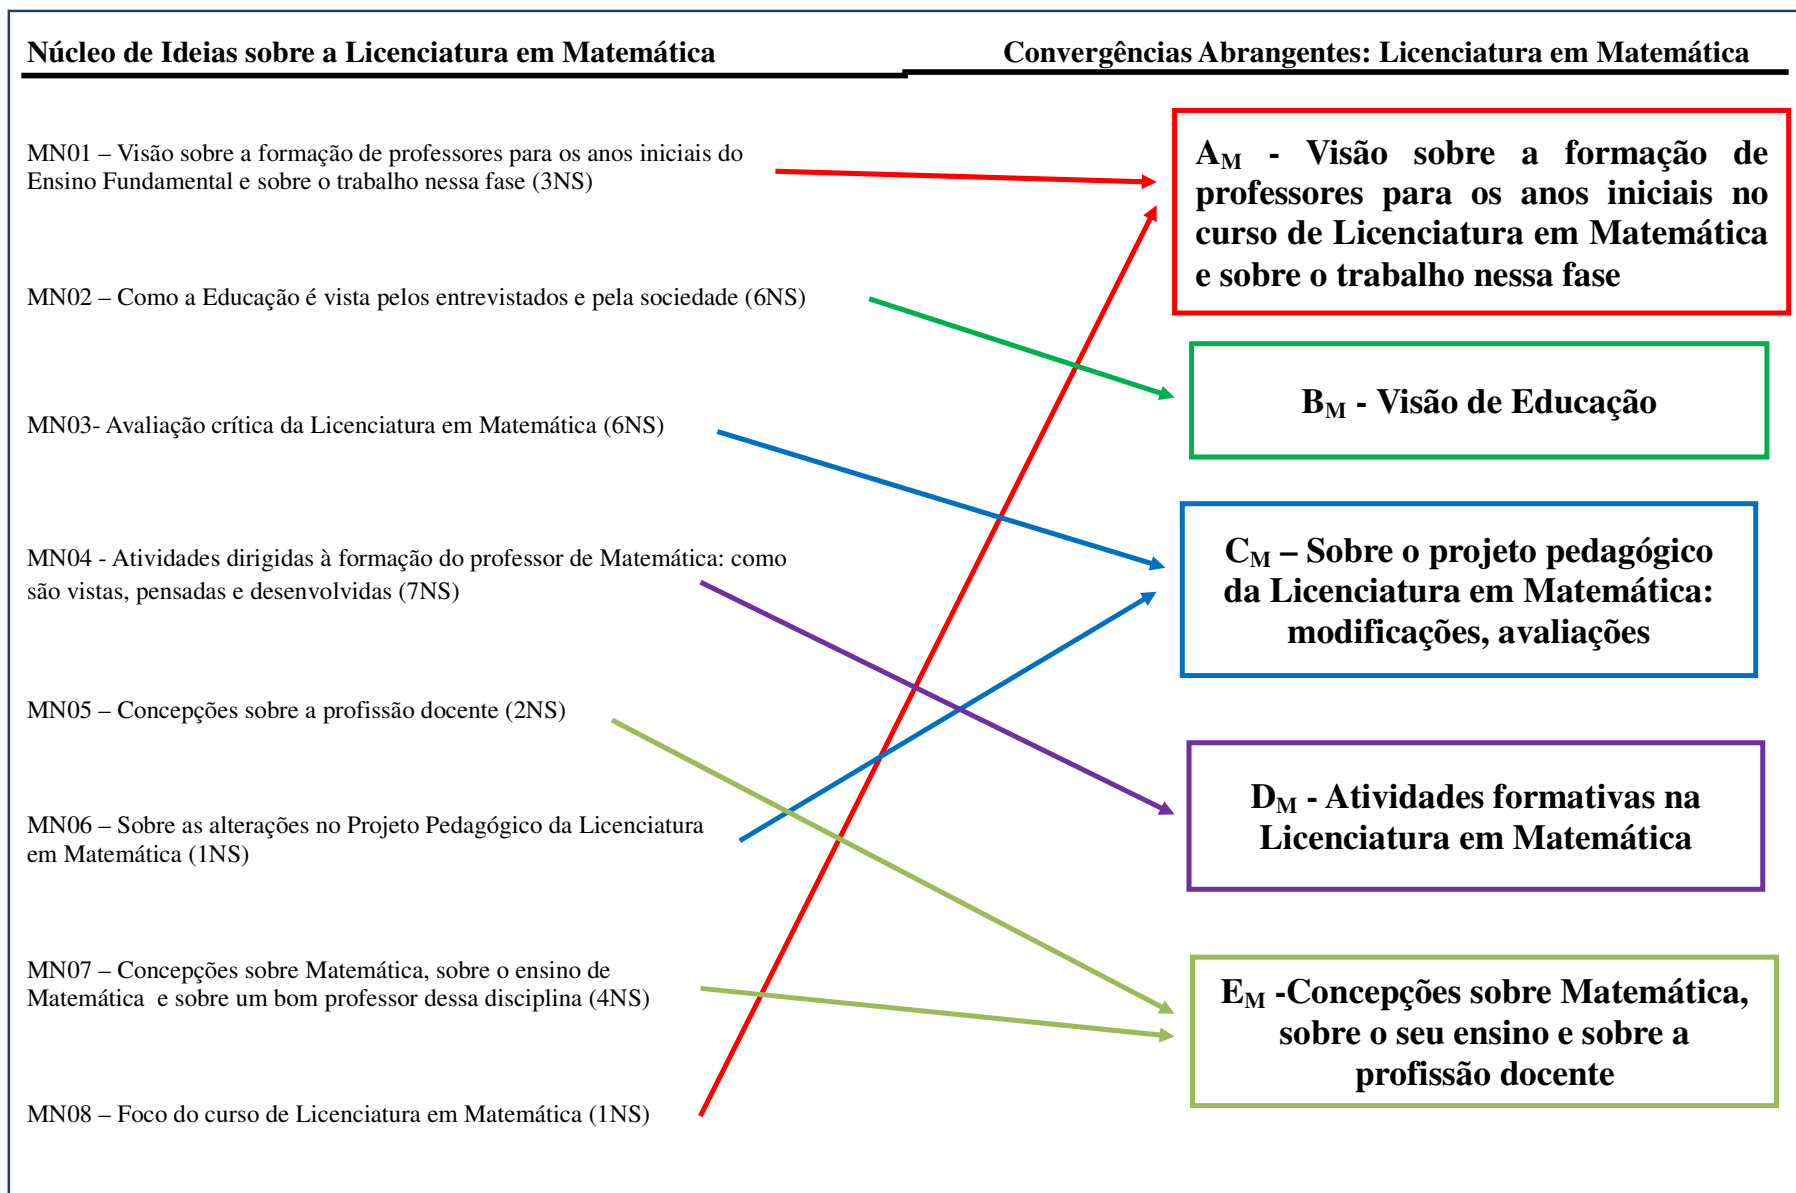 Núcleo de Ideias sobre a Licenciatura em Matemática
Convergências Abrangentes: Licenciatura em Matemática
MN01 – Visão sobre a formação de professores para os anos iniciais do
Ensino Fundamental e sobre o trabalho nessa fase (3NS)
MN02 – Como a Educação é vista pelos entrevistados e pela sociedade (6NS)
MN03- Avaliação crítica da Licenciatura em Matemática (6NS)
MN04 - Atividades dirigidas à formação do professor de Matemática: como
são vistas, pensadas e desenvolvidas (7NS)
MN05 – Concepções sobre a profissão docente (2NS)
MN06 – Sobre as alterações no Projeto Pedagógico da Licenciatura
em Matemática (1NS)
MN07 – Concepções sobre Matemática, sobre o ensino de
Matemática e sobre um bom professor dessa disciplina (4NS)
MN08 – Foco do curso de Licenciatura em Matemática (1NS)
A_M - Visão sobre a formação de
professores para os anos iniciais no
curso de Licenciatura em Matemática
e sobre o trabalho nessa fase
B_M - Visão de Educação
C_M – Sobre o projeto pedagógico
da Licenciatura em Matemática:
modificações, avaliações
D_M - Atividades formativas na
Licenciatura em Matemática
E_M -Concepções sobre Matemática,
sobre o seu ensino e sobre a
profissão docente